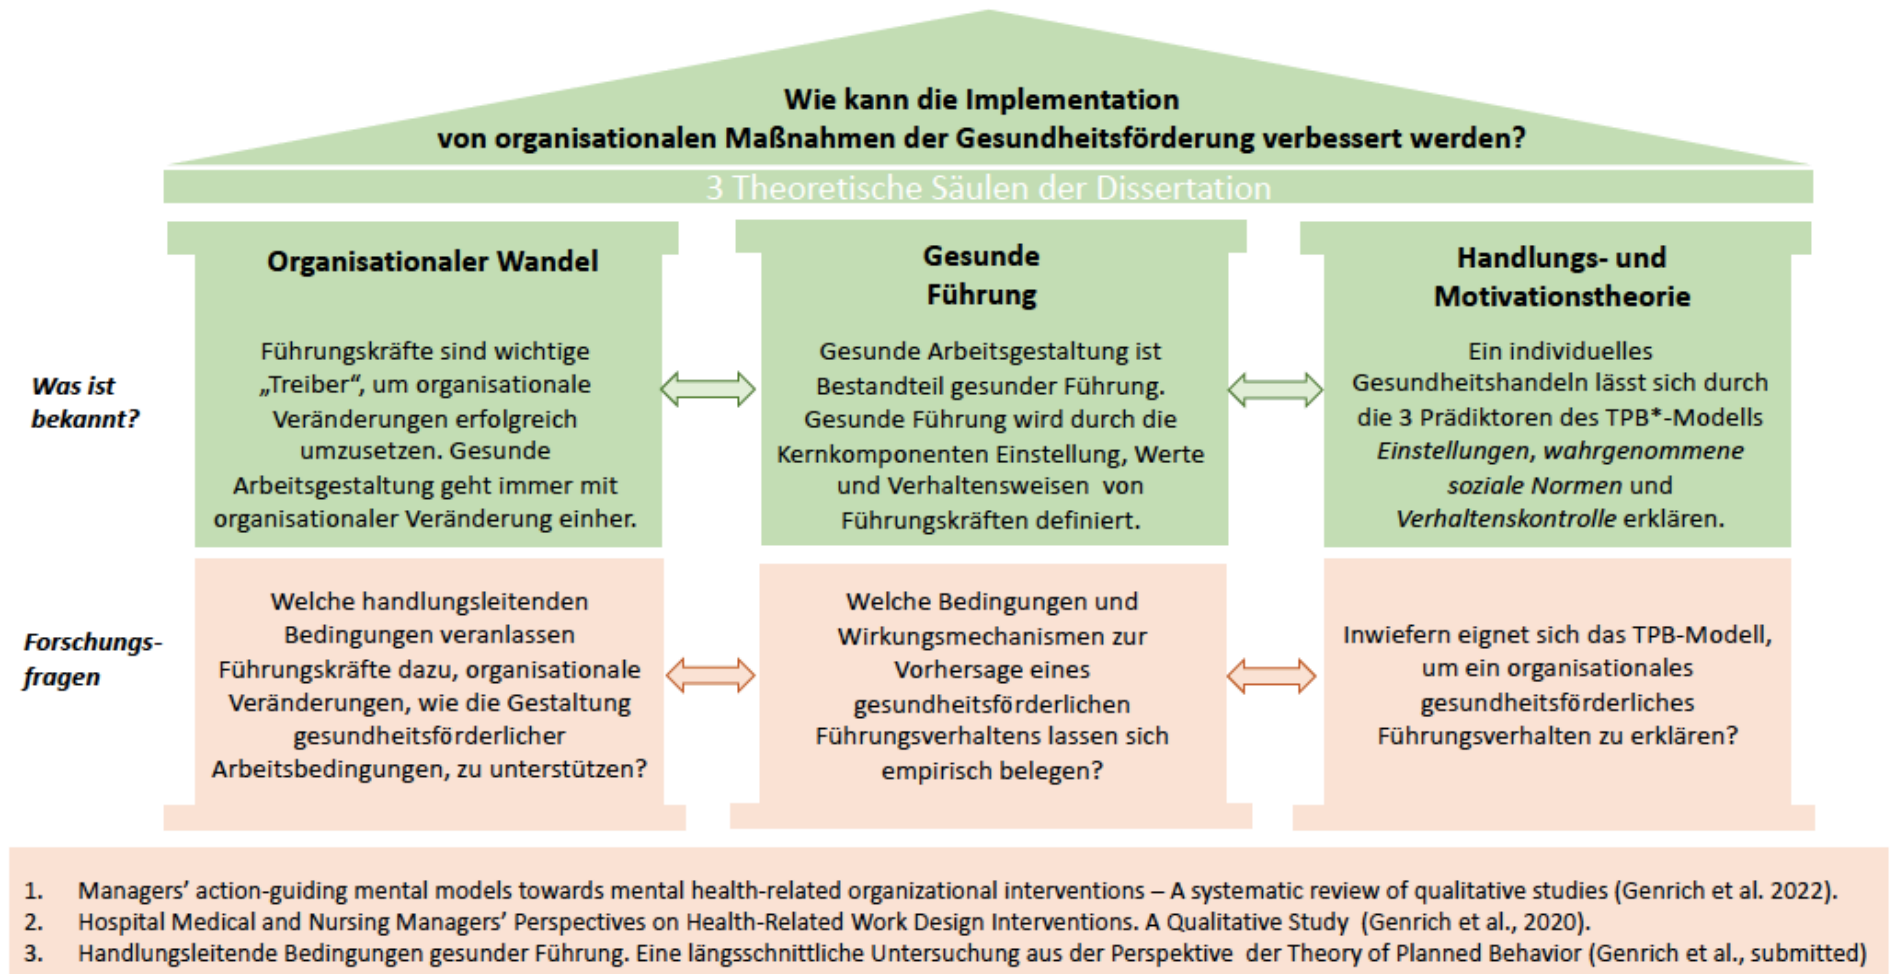 Wie kann die Implementation
von organisationalen Maßnahmen der Gesundheitsförderung verbessert werden?
3 Theoretische Säulen der Dissertation
Organisationaler Wandel
Gesunde
Führung
Handlungs- und
Motivationstheorie
Was ist
bekannt?
Führungskräfte sind wichtige
„Treiber“, um organisationale
Veränderungen erfolgreich
umzusetzen. Gesunde
Arbeitsgestaltung geht immer mit
organisationaler Veränderung einher.
Gesunde Arbeitsgestaltung ist
Bestandteil gesunder Führung.
Gesunde Führung wird durch die
Kernkomponenten Einstellung, Werte
und Verhaltensweisen von
Führungskräften definiert.
Ein individuelles
Gesundheitshandeln lässt sich durch
die 3 Prädiktoren des TPB*-Modells
Einstellungen, wahrgenommene
soziale Normen und
Verhaltenskontrolle erklären.
Forschungs-
fragen
Welche handlungsleitenden
Bedingungen veranlassen
Führungskräfte dazu, organisationale
Veränderungen, wie die Gestaltung
gesundheitsförderlicher
Arbeitsbedingungen, zu unterstützen?
Welche Bedingungen und
Wirkungsmechanismen zur
Vorhersage eines
gesundheitsförderlichen
Führungsverhaltens lassen sich
empirisch belegen?
Inwiefern eignet sich das TPB-Modell,
um ein organisationales
gesundheitsförderliches
Führungsverhalten zu erklären?
1. Managers’ action-guiding mental models towards mental health-related organizational interventions – A systematic review of qualitative studies (Genrich et al. 2022).
2. Hospital Medical and Nursing Managers’ Perspectives on Health-Related Work Design Interventions. A Qualitative Study (Genrich et al., 2020).
3. Handlungsleitende Bedingungen gesunder Führung. Eine längsschnittliche Untersuchung aus der Perspektive der Theory of Planned Behavior (Genrich et al., submitted)